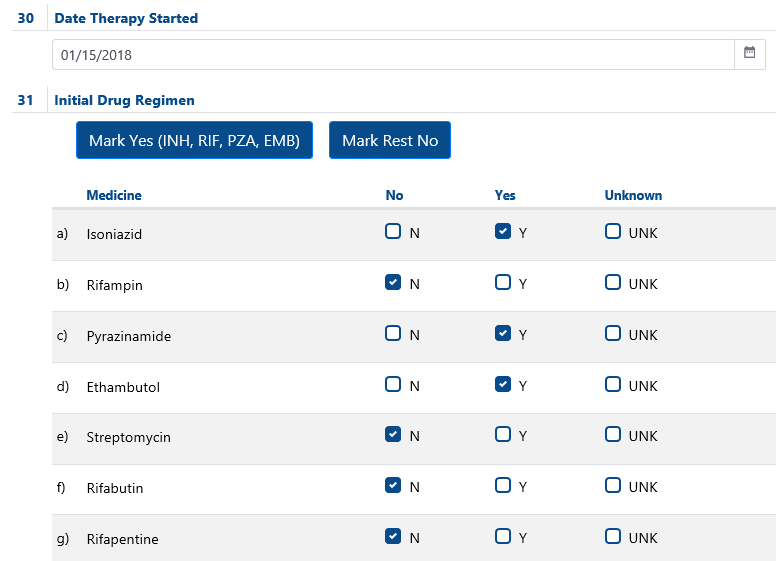 30 Date Therapy Started
01/15/2018
31 Initial Drug Regimen
Mark Yes (INH, RIF, PZA, EMB) Mark Rest No
Medicine No Yes Unknown
a) Isoniazid N Y UNK
b) Rifampin N Y UNK
c) Pyrazinamide N Y UNK
d) Ethambutol N Y UNK
e) Streptomycin N Y UNK
f) Rifabutin N Y UNK
g) Rifapentine N Y UNK